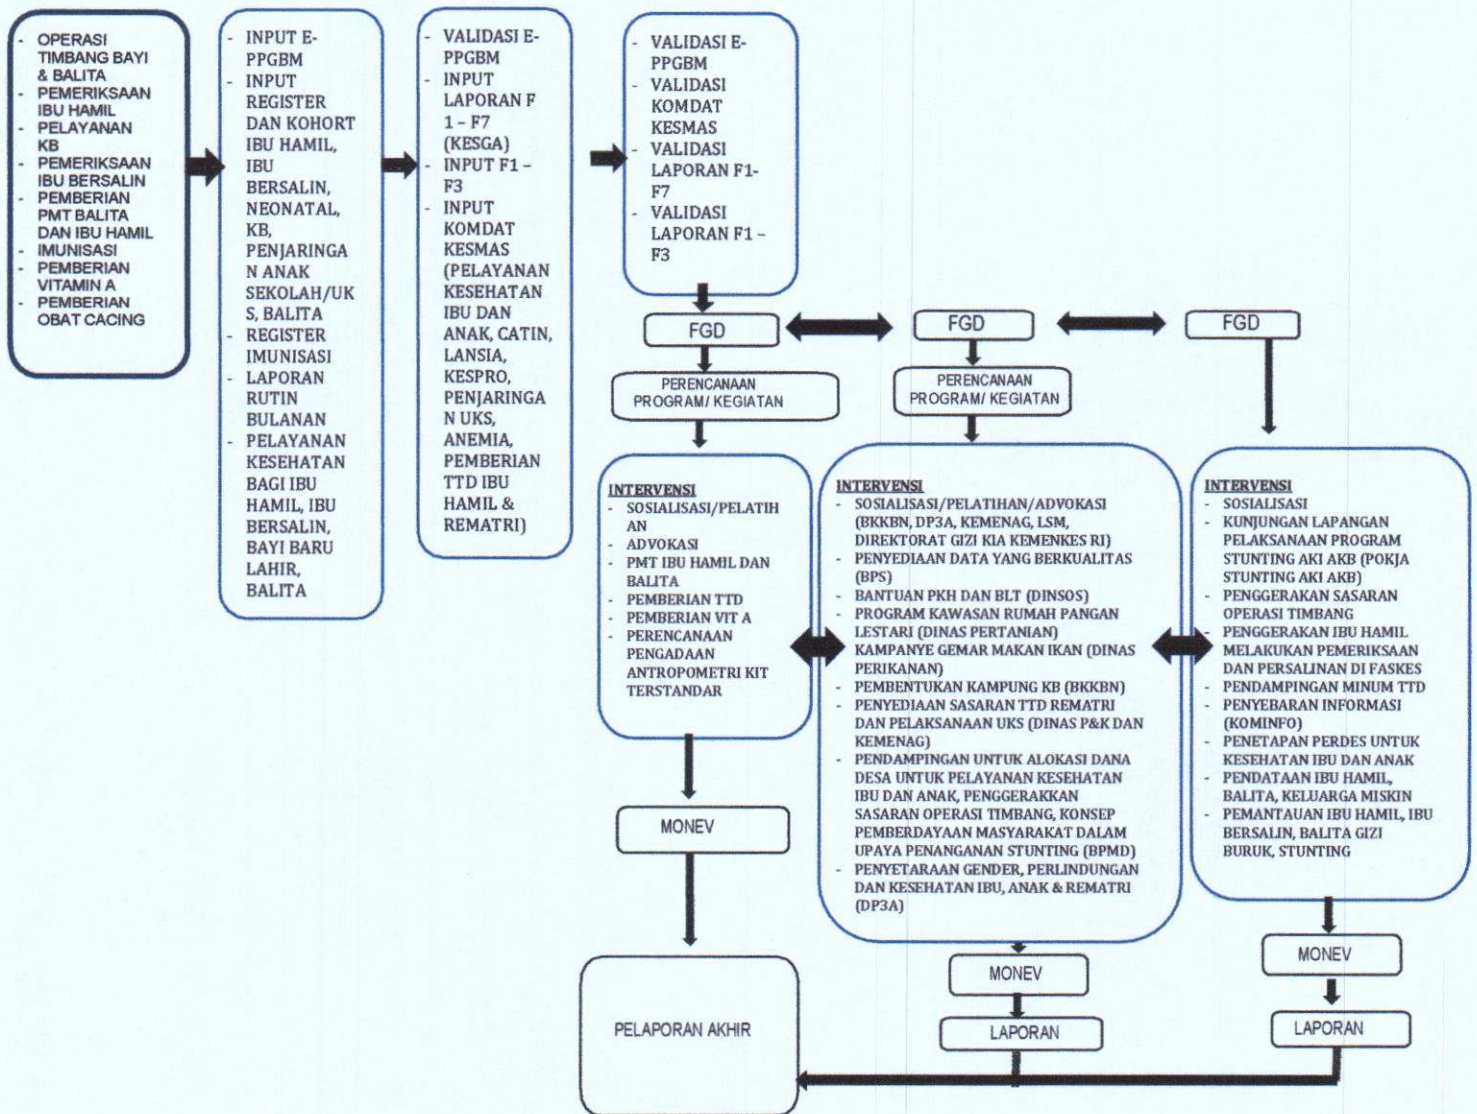 - OPERASI
TIMBANG BAYI
& BALITA
- PEMERIKSAAN
IBU HAMIL
- PELAYANAN
KB
- PEMERIKSAAN
IBU BERSALIN
- PEMBERIAN
PMT BALITA
DAN IBU HAMIL
- IMUNISASI
- PEMBERIAN
VITAMIN A
- PEMBERIAN
OBAT CACING
- INPUT E-
PPGBM
- INPUT
REGISTER
DAN KOHORT
IBU HAMIL,
IBU
BERSALIN,
NEONATAL,
KB,
PENJARINGA
N ANAK
SEKOLAH/UK
S, BALITA
- REGISTER
IMUNISASI
- LAPORAN
RUTIN
BULANAN
- PELAYANAN
KESEHATAN
BAGI IBU
HAMIL, IBU
BERSALIN,
BAYI BARU
LAHIR,
BALITA
- VALIDASI E-
PPGBM
- INPUT
LAPORAN F
1 – F7
(KESGA)
- INPUT F1 –
F3
- INPUT
KOMDAT
KESMAS
(PELAYANAN
KESEHATAN
IBU DAN
ANAK, CATIN,
LANSIA,
KESPRO,
PENJARINGA
N UKS,
ANEMIA,
PEMBERIAN
TTD IBU
HAMIL &
REMATRI)
- VALIDASI E-
PPGBM
- VALIDASI
KOMDAT
KESMAS
- VALIDASI
LAPORAN F1-
F7
- VALIDASI
LAPORAN F1 –
F3
FGD
PERENCANAAN
PROGRAM/ KEGIATAN
INTERVENSI
- SOSIALISASI/PELATIH
AN
- ADVOKASI
- PMT IBU HAMIL DAN
BALITA
- PEMBERIAN TTD
- PEMBERIAN VIT A
- PERENCANAAN
PENGADAAN
ANTROPOMETRI KIT
TERSTANDAR
MONEV
PELAPORAN AKHIR
FGD
PERENCANAAN
PROGRAM/ KEGIATAN
INTERVENSI
- SOSIALISASI/PELATIHAN/ADVOKASI
(BKKBN, DP3A, KEMENAG, LSM,
DIREKTORAT GIZI KIA KEMENKES RI)
- PENYEDIAAN DATA YANG BERKUALITAS
(BPS)
- BANTUAN PKH DAN BLT (DINSOS)
- PROGRAM KAWASAN RUMAH PANGAN
LESTARI (DINAS PERTANIAN)
- KAMPANYE GEMAR MAKAN IKAN (DINAS
PERIKANAN)
- PEMBENTUKAN KAMPUNG KB (BKKBN)
- PENYEDIAAN SASARAN TTD REMATRI
DAN PELAKSANAAN UKS (DINAS P&K DAN
KEMENAG)
- PENDAMPINGAN UNTUK ALOKASI DANA
DESA UNTUK PELAYANAN KESEHATAN
IBU DAN ANAK, PENGGERAKKAN
SASARAN OPERASI TIMBANG, KONSEP
PEMBERDAYAAN MASYARAKAT DALAM
UPAYA PENANGANAN STUNTING (BPMD)
- PENYETARAAN GENDER, PERLINDUNGAN
DAN KESEHATAN IBU, ANAK & REMATRI
(DP3A)
MONEV
LAPORAN
FGD
INTERVENSI
- SOSIALISASI
- KUNJUNGAN LAPANGAN
PELAKSANAAN PROGRAM
STUNTING AKI AKB (POKJA
STUNTING AKI AKB)
- PENGGERAKAN SASARAN
OPERASI TIMBANG
- PENGGERAKAN IBU HAMIL
MELAKUKAN PEMERIKSAAN
DAN PERSALINAN DI FASKES
- PENDAMPINGAN MINUM TTD
- PENYEBARAN INFORMASI
(KOMINFO)
- PENETAPAN PERDES UNTUK
KESEHATAN IBU DAN ANAK
- PENDATAAN IBU HAMIL,
BALITA, KELUARGA MISKIN
- PEMANTAUAN IBU HAMIL, IBU
BERSALIN, BALITA GIZI
BURUK, STUNTING
MONEV
LAPORAN